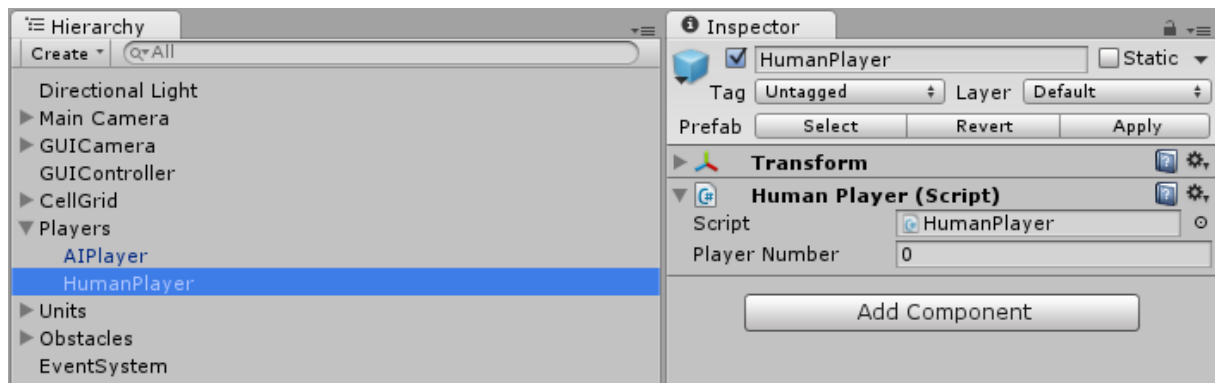 Hierarchy
Create
All
Directional Light
Main Camera
GUICamera
GUIController
CellGrid
Players
AIPlayer
HumanPlayer
Units
Obstacles
EventSystem
Inspector
HumanPlayer Static
Tag Untagged Layer Default
Prefab Select Revert Apply
Transform
C# Human Player (Script)
Script HumanPlayer
Player Number 0
Add Component